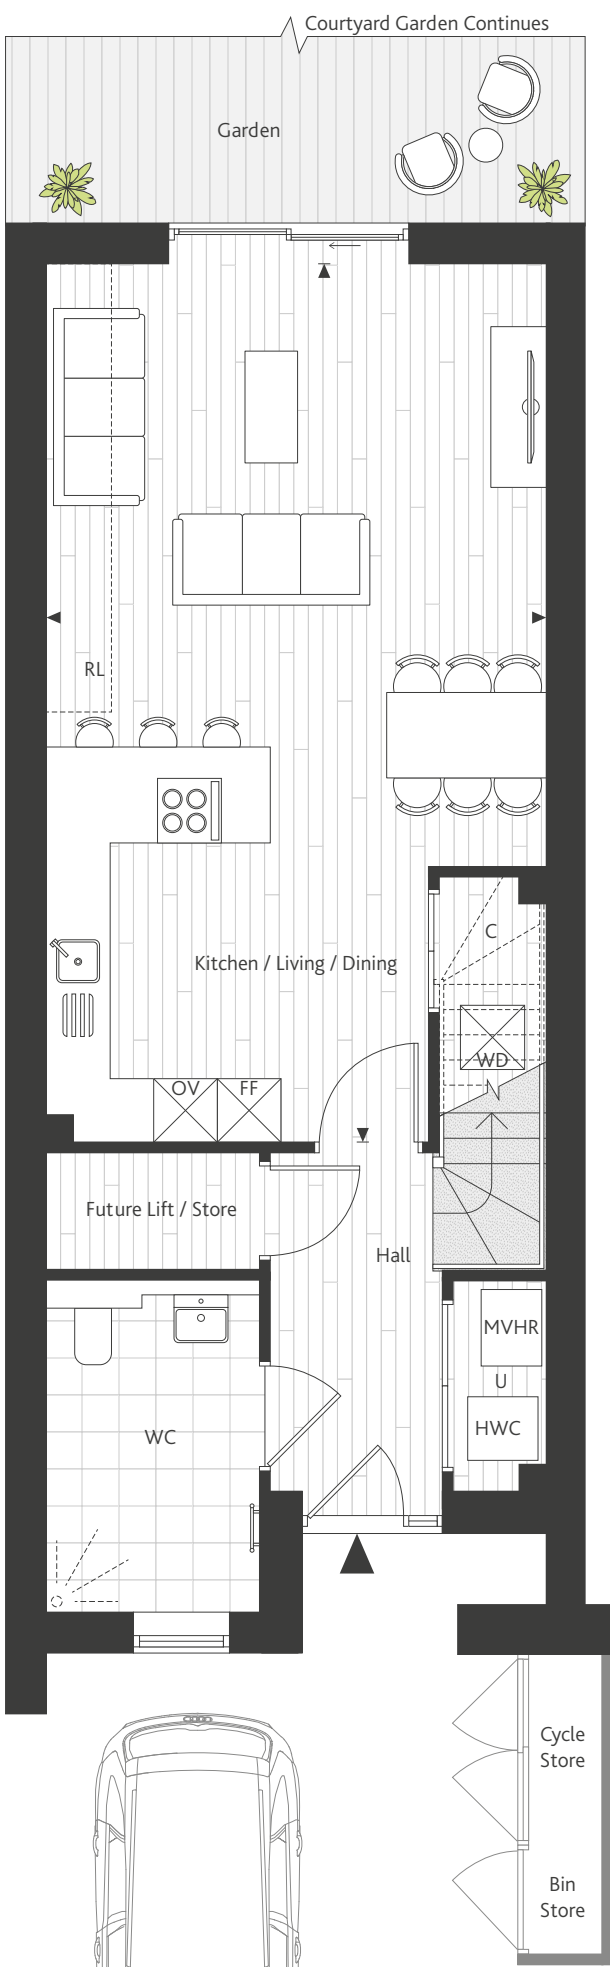 Courtyard Garden Continues
Garden
RL
C
Kitchen / Living / Dining
WD
OV FF
Future Lift / Store
Hall
MVHR
U
HWC
WC
Cycle
Store
Bin
Store